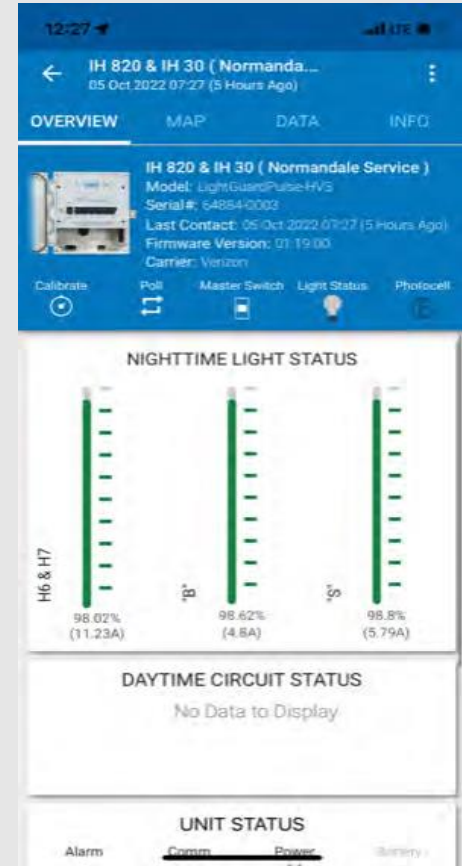 12:27
LTE
IH 820 & IH 30 ( Normanda...
05 Oct 2022 07:27 (5 Hours Ago)
OVERVIEW MAP DATA INFO
IH 820 & IH 30 ( Normandale Service )
Model: LightGuardPulse-HV3
Serial#: 64884-0003
Last Contact: 05 Oct 2022 07:27 (5 Hours Ago)
Firmware Version: 01.19.00
Carrier: Verizon
Calibrate Poll Master Switch Light Status Photocell
NIGHTTIME LIGHT STATUS
H6 & H7 "B" "S"
98.02% 98.62% 98.8%
(11.23A) (4.8A) (5.79A)
DAYTIME CIRCUIT STATUS
No Data to Display
UNIT STATUS
Alarm Comm Power Battery